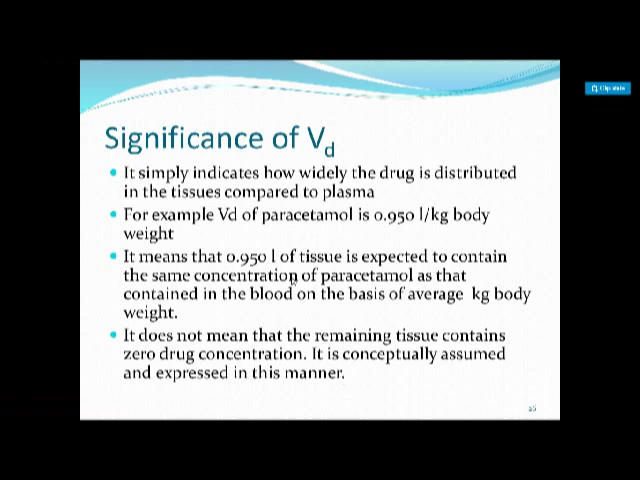 Significance of Vd
It simply indicates how widely the drug is distributed
in the tissues compared to plasma
For example Vd of paracetamol is 0.950 l/kg body
weight
It means that 0.950 l of tissue is expected to contain
the same concentration of paracetamol as that
contained in the blood on the basis of average kg body
weight.
It does not mean that the remaining tissue contains
zero drug concentration. It is conceptually assumed
and expressed in this manner.